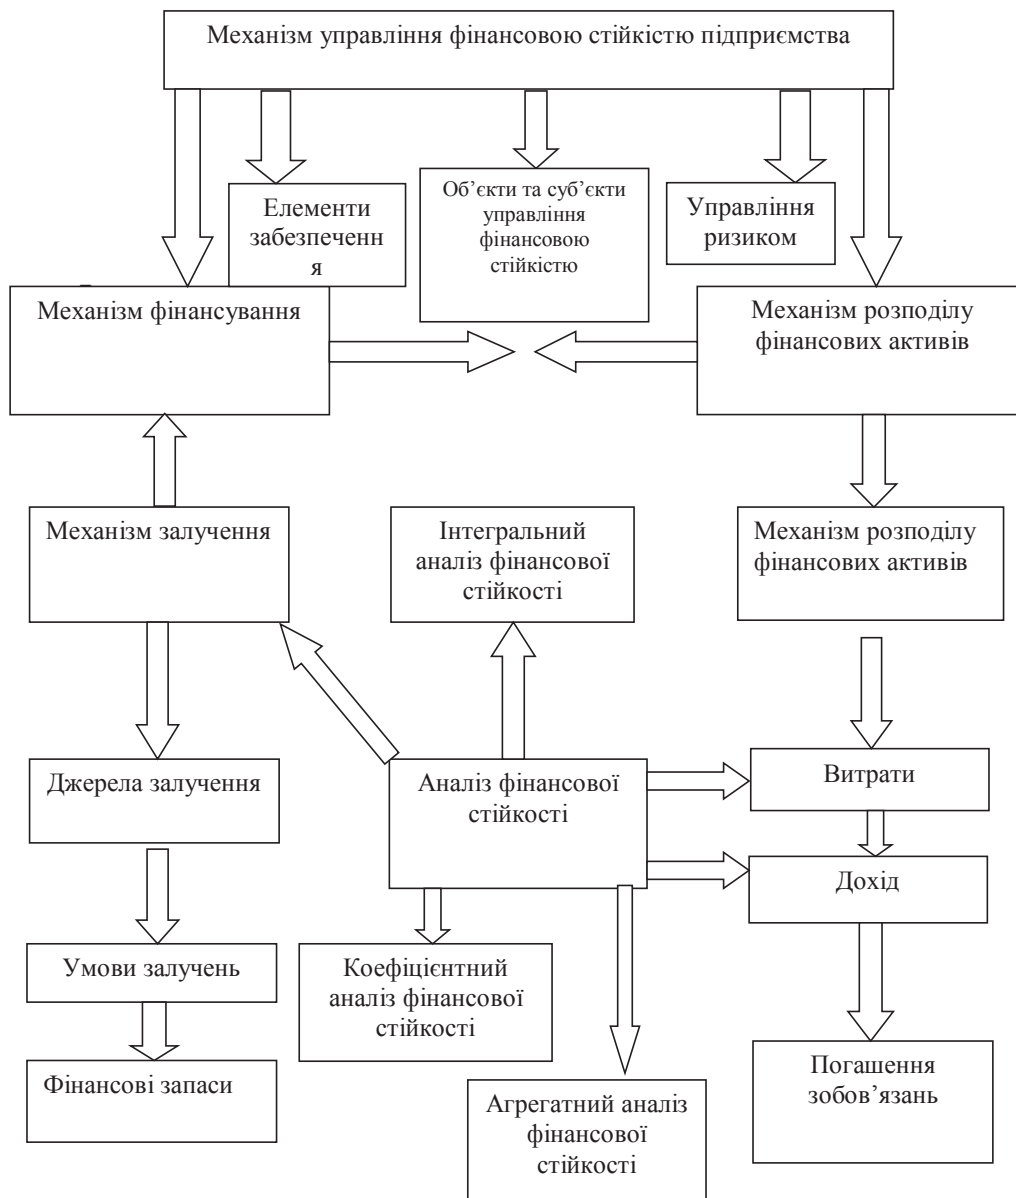 Механізм управління фінансовою стійкістю підприємства
Елементи
забезпеченн
я
Об’єкти та суб’єкти
управління
фінансовою
стійкістю
Управління
ризиком
Механізм фінансування
Механізм розподілу
фінансових активів
Механізм залучення
Інтегральний
аналіз фінансової
стійкості
Механізм розподілу
фінансових активів
Джерела залучення
Аналіз фінансової
стійкості
Витрати
Дохід
Умови залучень
Коефіцієнтний
аналіз фінансової
стійкості
Фінансові запаси
Агрегатний аналіз
фінансової
стійкості
Погашення
зобов’язань